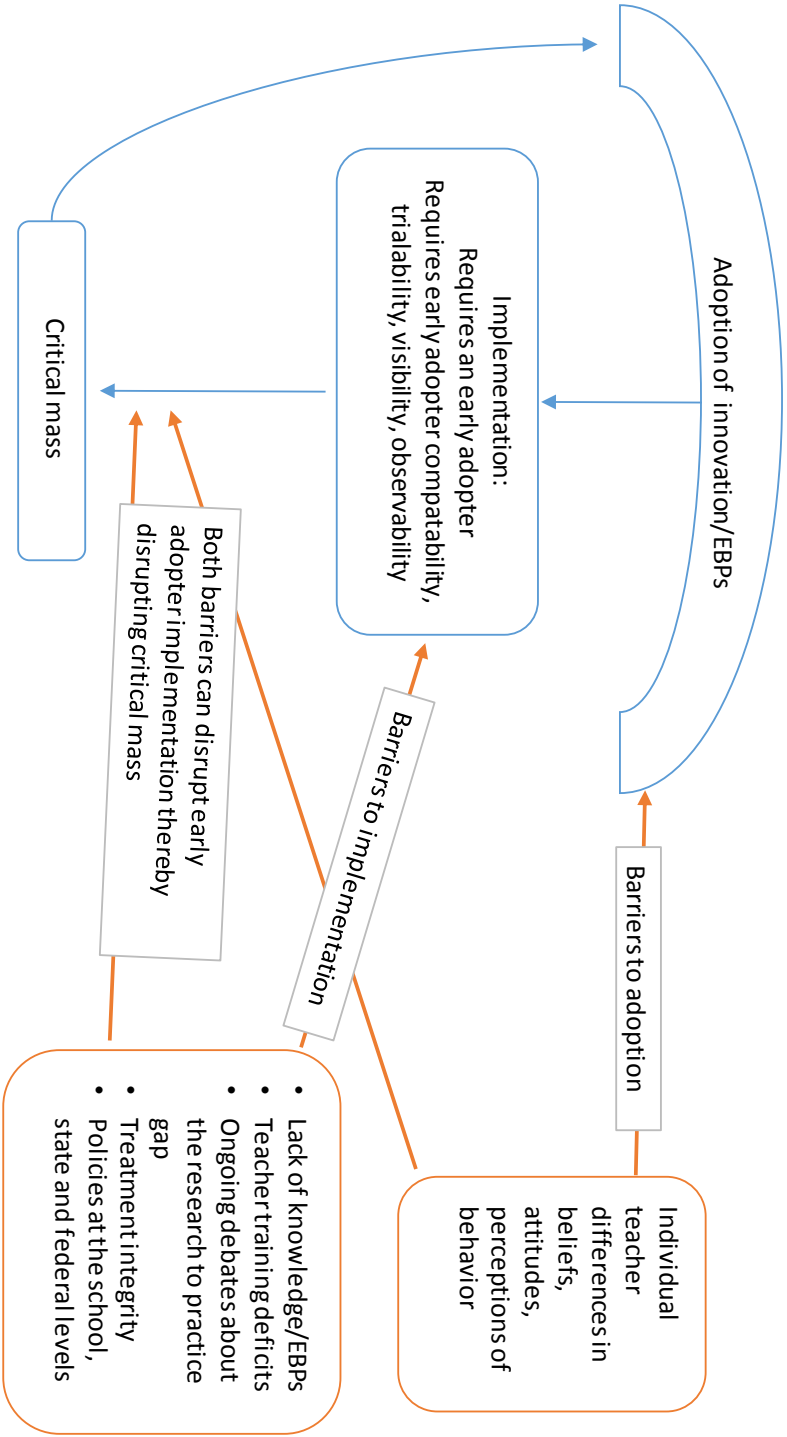 Adoption of innovation/EBPs
Implementation:
Requires an early adopter
Requires early adopter compatability,
trialability, visibility, observability
Critical mass
Barriers to adoption
Barriers to implementation
Both barriers can disrupt early
adopter implementation thereby
disrupting critical mass
Individual
teacher
differences in
beliefs,
attitudes,
perceptions of
behavior
• Lack of knowledge/EBPs
• Teacher training deficits
• Ongoing debates about
the research to practice
gap
• Treatment integrity
• Policies at the school,
state and federal levels